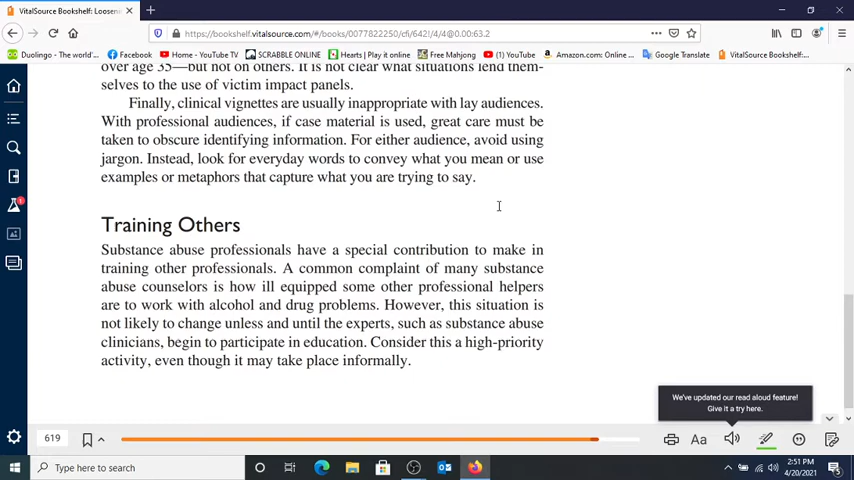 VitalSource Bookshelf: Loosen
https://bookshelf.vitalsource.com/#/books/0077822250/cfi/642!/4/4@0.00:63.2
Duolingo - The world'...
Facebook
Home - YouTube TV
SCRABBLE ONLINE
Hearts | Play it online
Free Mahjong
(1) YouTube
Amazon.com: Online ...
Google Translate
VitalSource Bookshelf:...
over age 35—but not on others. It is not clear what situations lend them-
selves to the use of victim impact panels.
Finally, clinical vignettes are usually inappropriate with lay audiences.
With professional audiences, if case material is used, great care must be
taken to obscure identifying information. For either audience, avoid using
jargon. Instead, look for everyday words to convey what you mean or use
examples or metaphors that capture what you are trying to say.
Training Others
Substance abuse professionals have a special contribution to make in
training other professionals. A common complaint of many substance
abuse counselors is how ill equipped some other professional helpers
are to work with alcohol and drug problems. However, this situation is
not likely to change unless and until the experts, such as substance abuse
clinicians, begin to participate in education. Consider this a high-priority
activity, even though it may take place informally.
We've updated our read aloud feature!
Give it a try here.
619
Aa
Type here to search
2:51 PM
4/20/2021